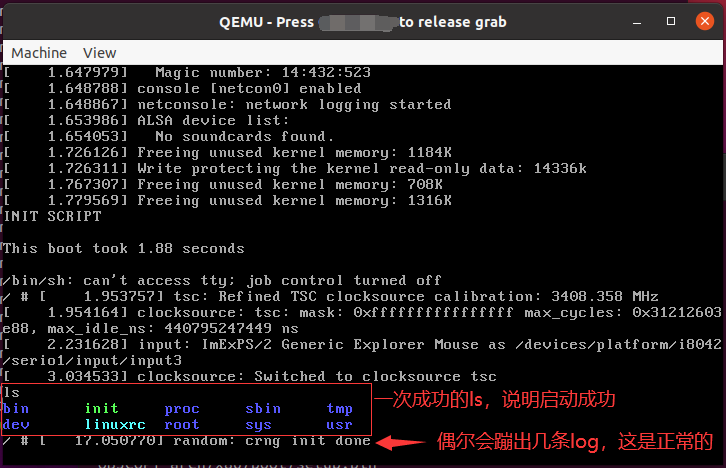 QEMU - Press to release grab
Machine View
[    1.647979]   Magic number: 14:432:523
[    1.648788] console [netcon0] enabled
[    1.648867] netconsole: network logging started
[    1.653986] ALSA device list:
[    1.654053]   No soundcards found.
[    1.726126] Freeing unused kernel memory: 1184K
[    1.726311] Write protecting the kernel read-only data: 14336k
[    1.767307] Freeing unused kernel memory: 708K
[    1.779569] Freeing unused kernel memory: 1316K
INIT SCRIPT
This boot took 1.88 seconds
/bin/sh: can't access tty; job control turned off
/ # [    1.953757] tsc: Refined TSC clocksource calibration: 3408.358 MHz
[    1.954164] clocksource: tsc: mask: 0xffffffffffffffff max_cycles: 0x31212603
e88, max_idle_ns: 440795247449 ns
[    2.231628] input: ImExPS/2 Generic Explorer Mouse as /devices/platform/i8042
/serio1/input/input3
[    3.034533] clocksource: Switched to clocksource tsc
ls
bin init proc sbin tmp
一次成功的ls，说明启动成功
dev linuxrc root sys usr
/ # [   17.050770] random: crng init done
偶尔会蹦出几条log，这是正常的